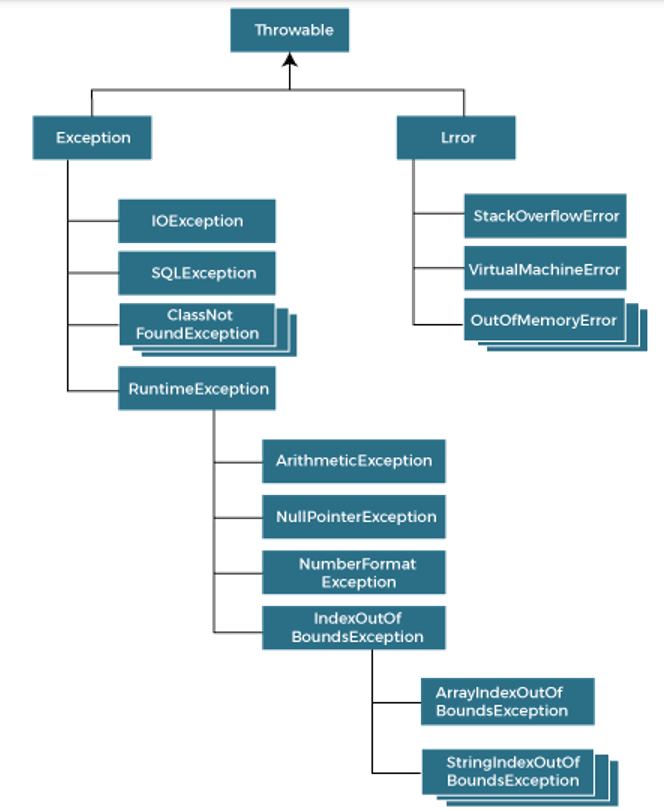 Throwable
Exception
Lrror
IOException
StackOverflowError
SQLException
VirtualMachineError
ClassNot
FoundException
OutOfMemoryError
RuntimeException
ArithmeticException
NullPointerException
NumberFormat
Exception
IndexOutOf
BoundsException
ArrayIndexOutOf
BoundsException
StringIndexOutOf
BoundsException